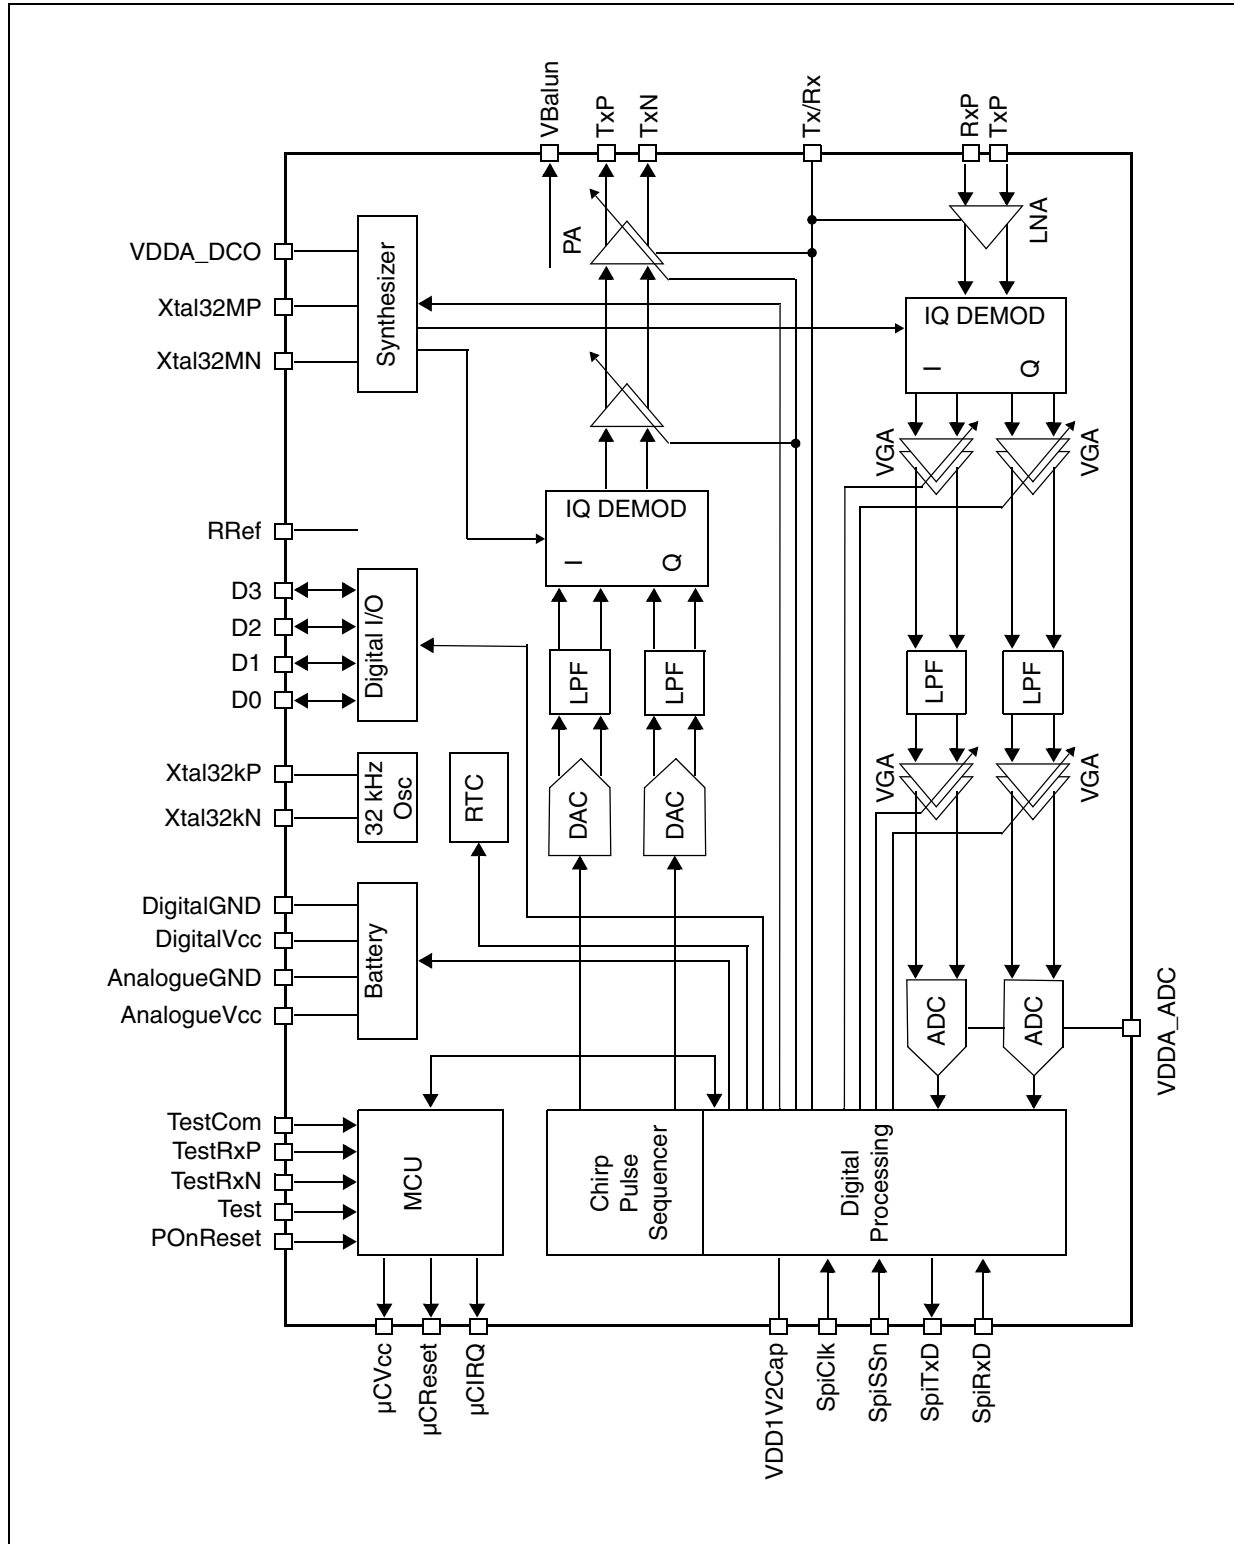 VBalun
TxP
TxN
Tx/Rx
RxP
TxP
VDDA_DCO
Xtal32MP
Xtal32MN
Synthesizer
PA
LNA
IQ DEMOD
I
Q
VGA
VGA
RRef
IQ DEMOD
I
Q
D3
D2
D1
D0
Digital I/O
LPF
LPF
LPF
LPF
Xtal32kP
Xtal32kN
32 kHz
Osc
RTC
DAC
DAC
VGA
VGA
DigitalGND
DigitalVcc
AnalogueGND
AnalogueVcc
Battery
ADC
ADC
VDDA_ADC
TestCom
TestRxP
TestRxN
Test
POnReset
MCU
Chirp
Pulse
Sequencer
Digital
Processing
µCVcc
µCReset
µCIRQ
VDD1V2Cap
SpiClk
SpiSSn
SpiTxD
SpiRxD